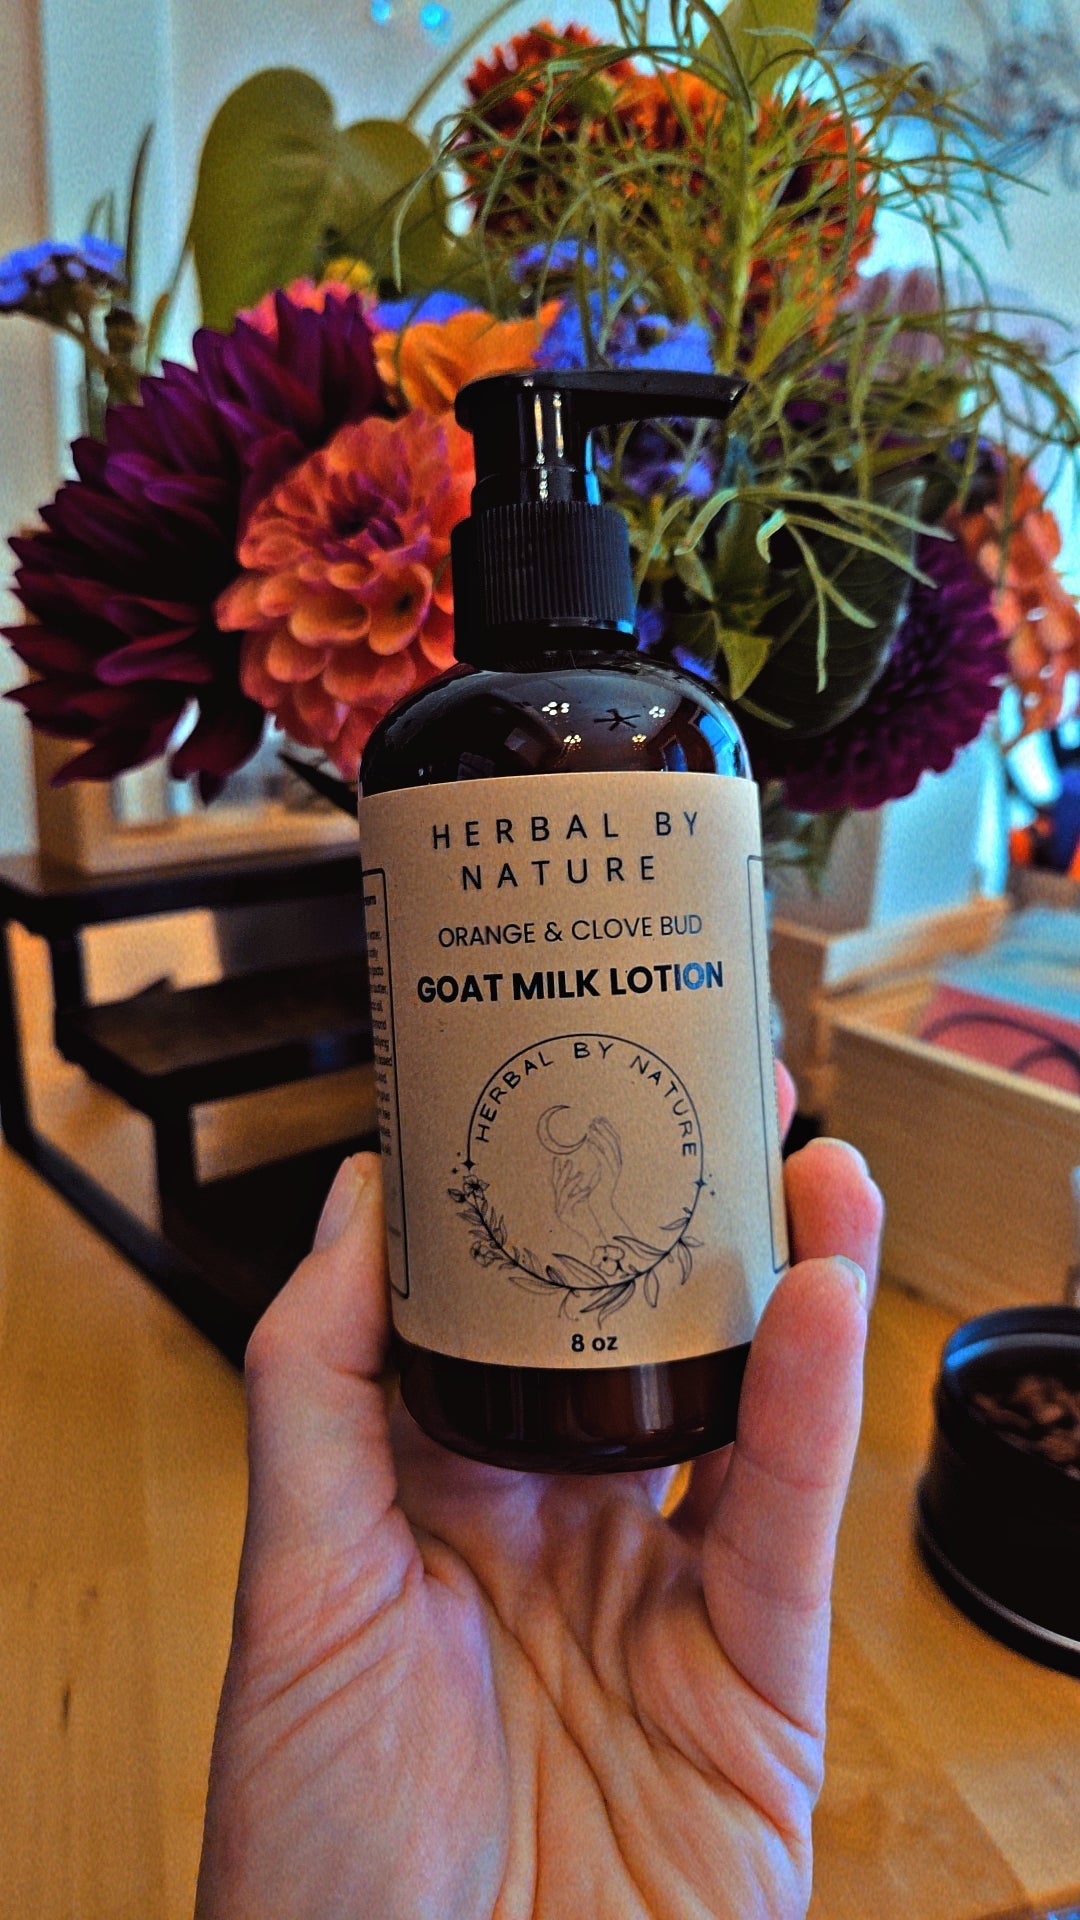 HERBAL BY
NATURE
ORANGE & CLOVE BUD
GOAT MILK LOTION
HERBAL BY NATURE
8 oz